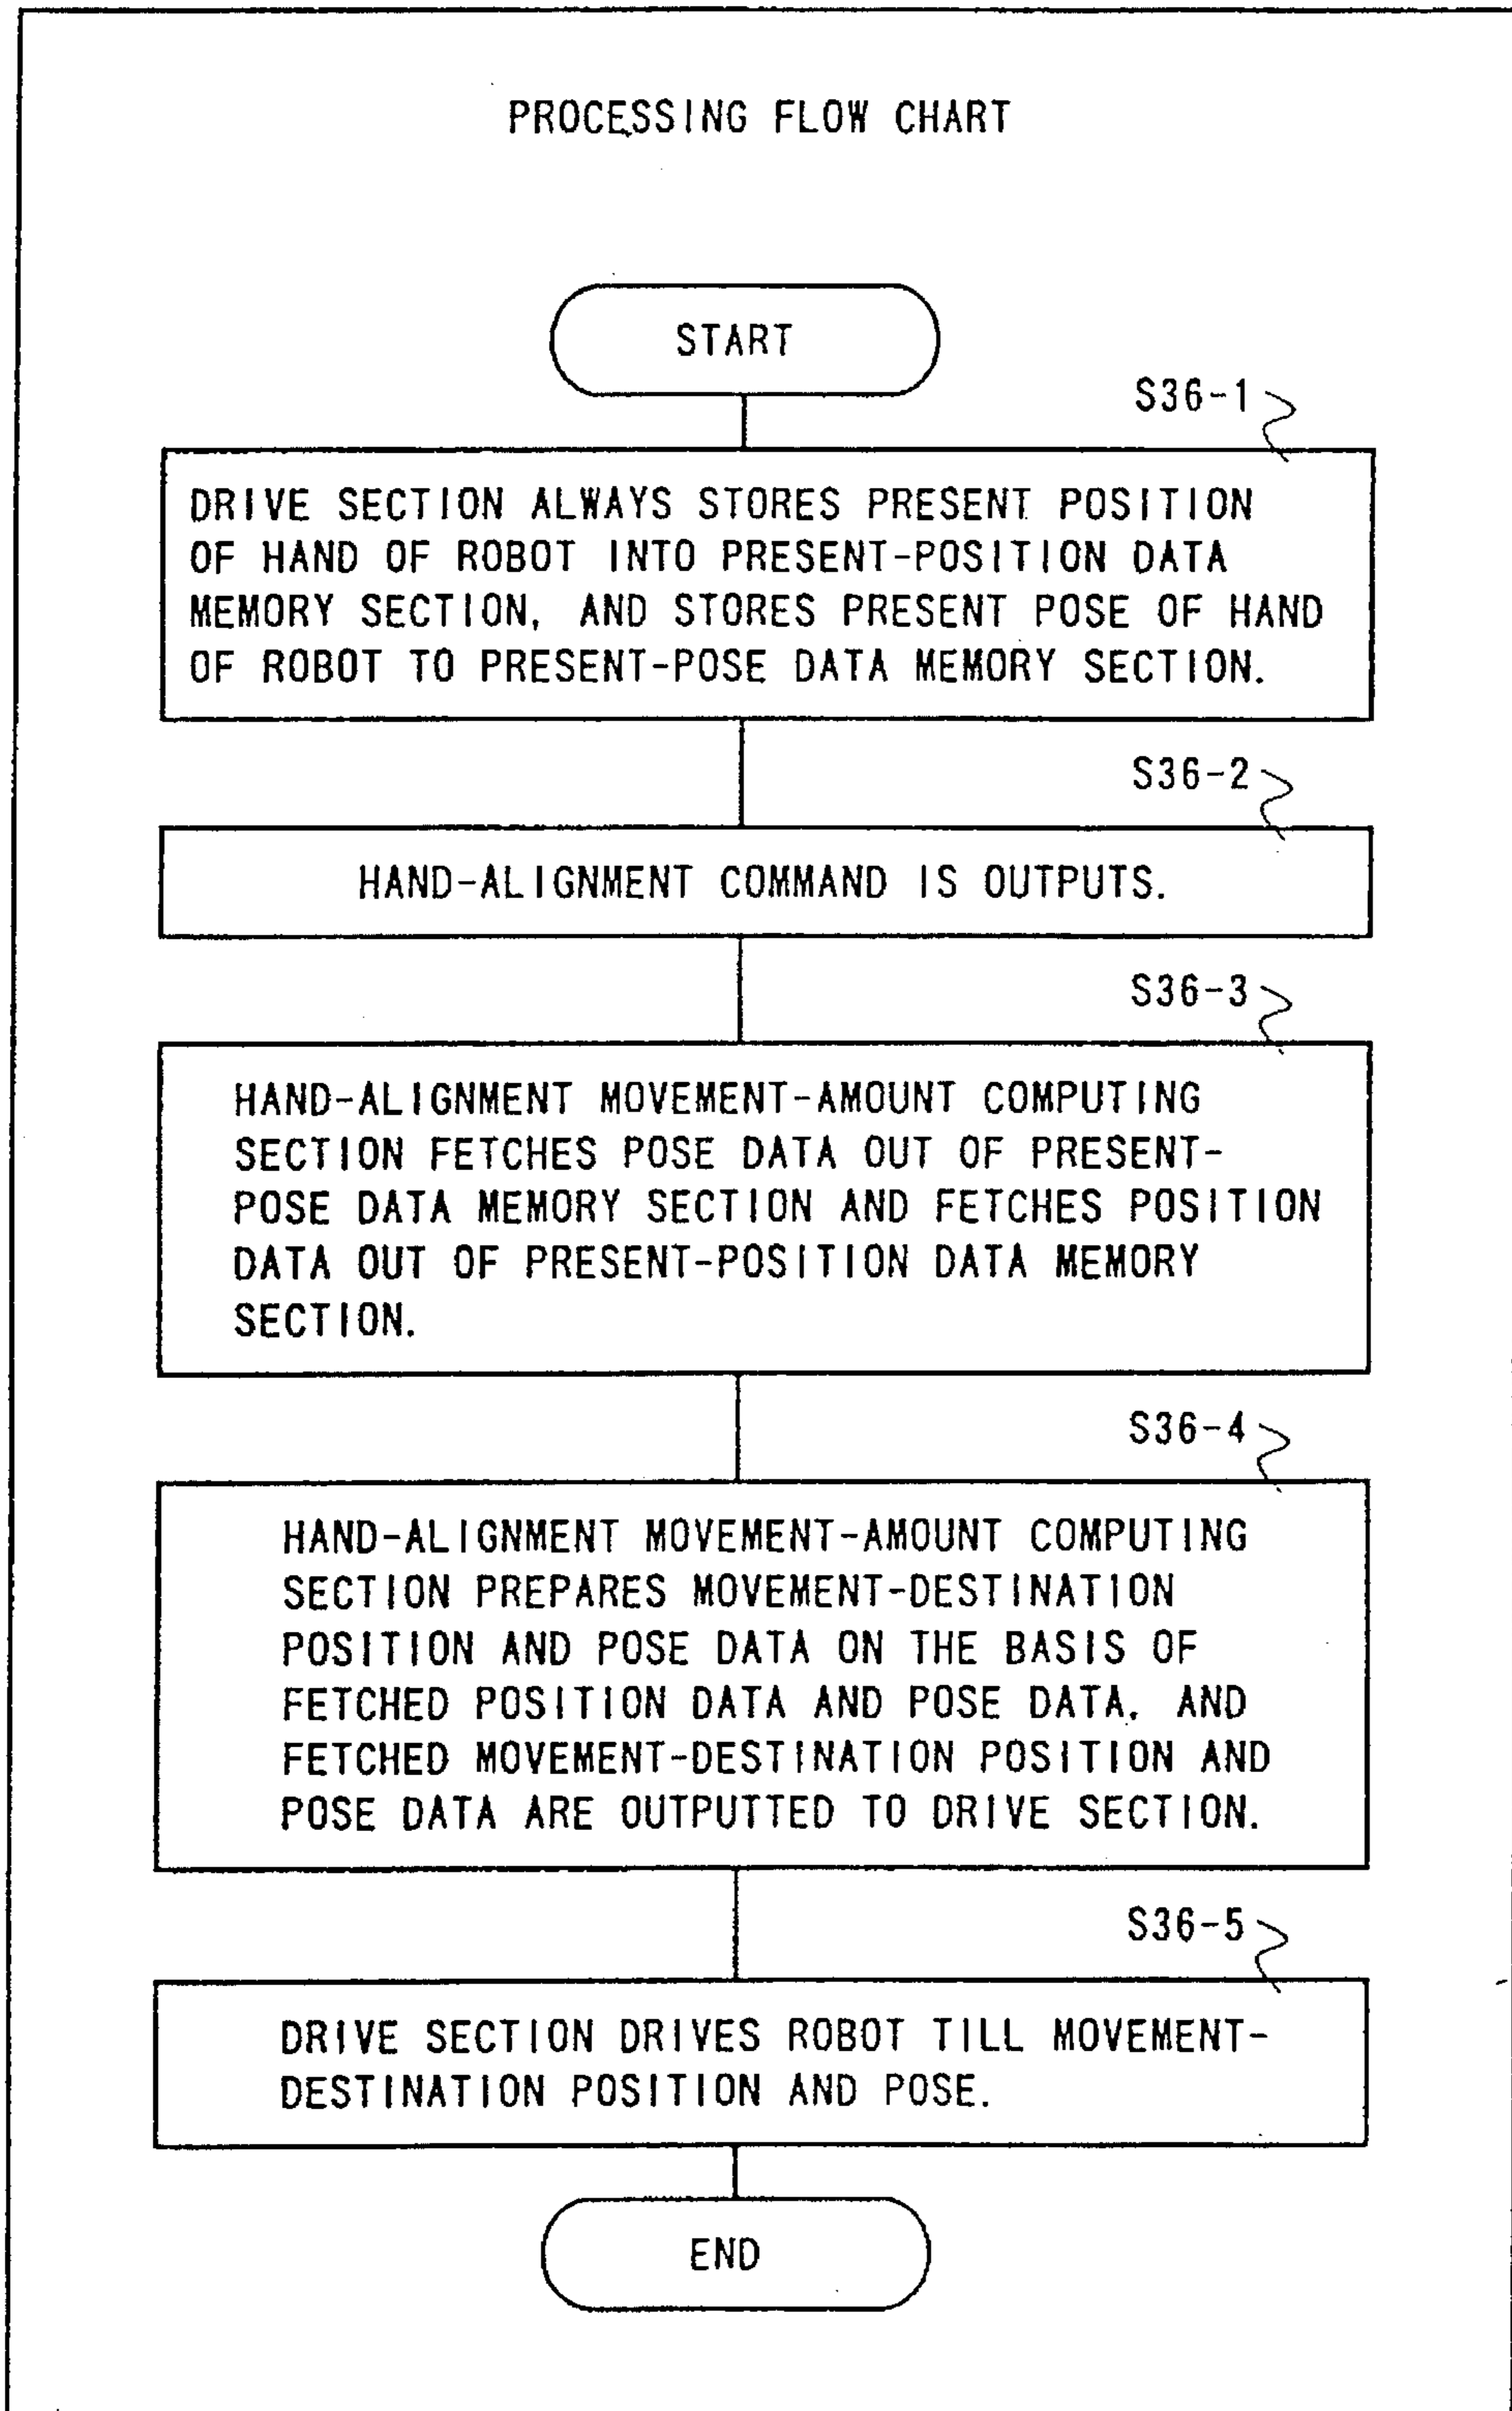 PROCESSING FLOW CHART
START
S36-1
DRIVE SECTION ALWAYS STORES PRESENT POSITION
OF HAND OF ROBOT INTO PRESENT-POSITION DATA
MEMORY SECTION, AND STORES PRESENT POSE OF HAND
OF ROBOT TO PRESENT-POSE DATA MEMORY SECTION.
S36-2
HAND-ALIGNMENT COMMAND IS OUTPUTS.
S36-3
HAND-ALIGNMENT MOVEMENT-AMOUNT COMPUTING
SECTION FETCHES POSE DATA OUT OF PRESENT-
POSE DATA MEMORY SECTION AND FETCHES POSITION
DATA OUT OF PRESENT-POSITION DATA MEMORY
SECTION.
S36-4
HAND-ALIGNMENT MOVEMENT-AMOUNT COMPUTING
SECTION PREPARES MOVEMENT-DESTINATION
POSITION AND POSE DATA ON THE BASIS OF
FETCHED POSITION DATA AND POSE DATA, AND
FETCHED MOVEMENT-DESTINATION POSITION AND
POSE DATA ARE OUTPUTTED TO DRIVE SECTION.
S36-5
DRIVE SECTION DRIVES ROBOT TILL MOVEMENT-
DESTINATION POSITION AND POSE.
END